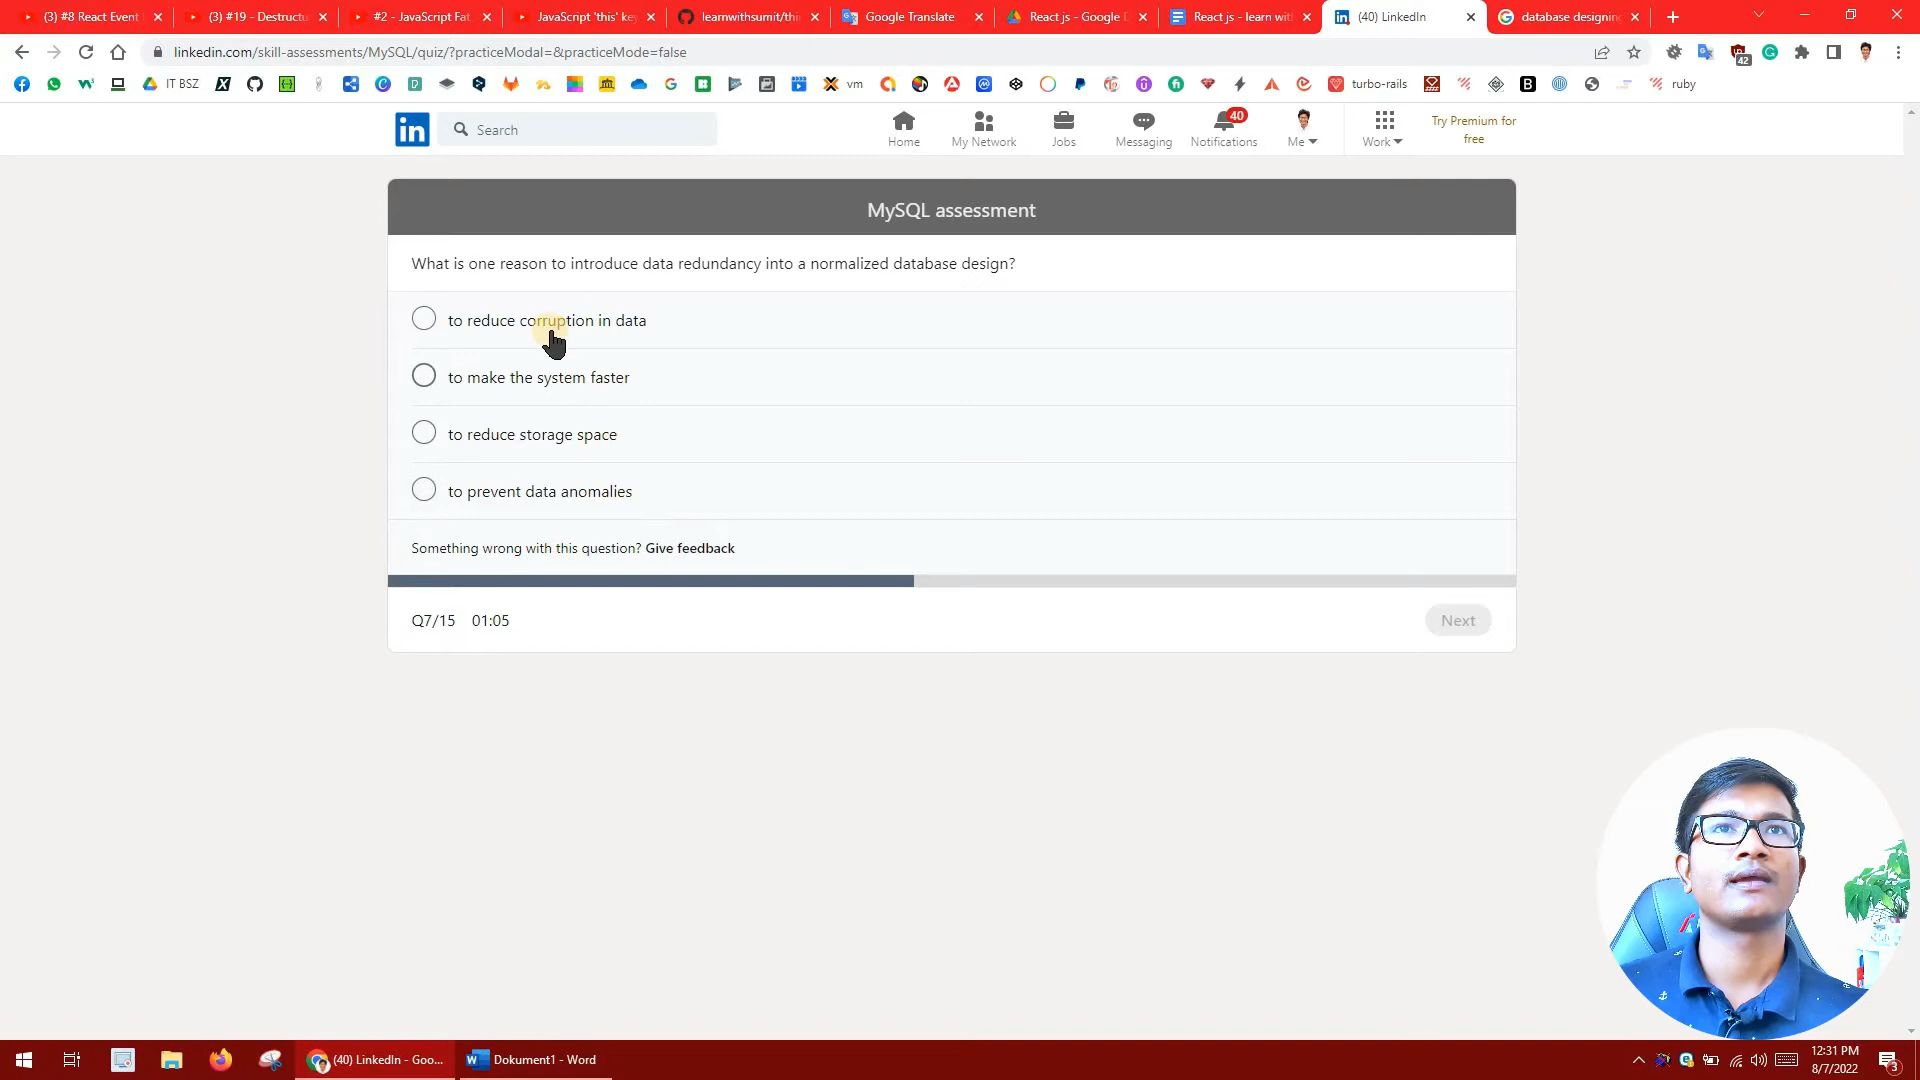 (3) #8 React Event
(3) #19 - Destructu
#2 - JavaScript Fat
JavaScript 'this' ke
learnwithsumit/thi
Google Translate
React js - Google D
React js - learn wit
(40) LinkedIn
database designing
linkedin.com/skill-assessments/MySQL/quiz/?practiceModal=&practiceMode=false
42
IT BSZ
vm
turbo-rails
ruby
in
Search
Home
My Network
Jobs
Messaging
40
Notifications
Me
Work
Try Premium for
free
MySQL assessment
What is one reason to introduce data redundancy into a normalized database design?
to reduce corruption in data
to make the system faster
to reduce storage space
to prevent data anomalies
Something wrong with this question? Give feedback
Q7/15 01:05
Next
(40) LinkedIn - Goo...
Dokument1 - Word
12:31 PM
8/7/2022
3